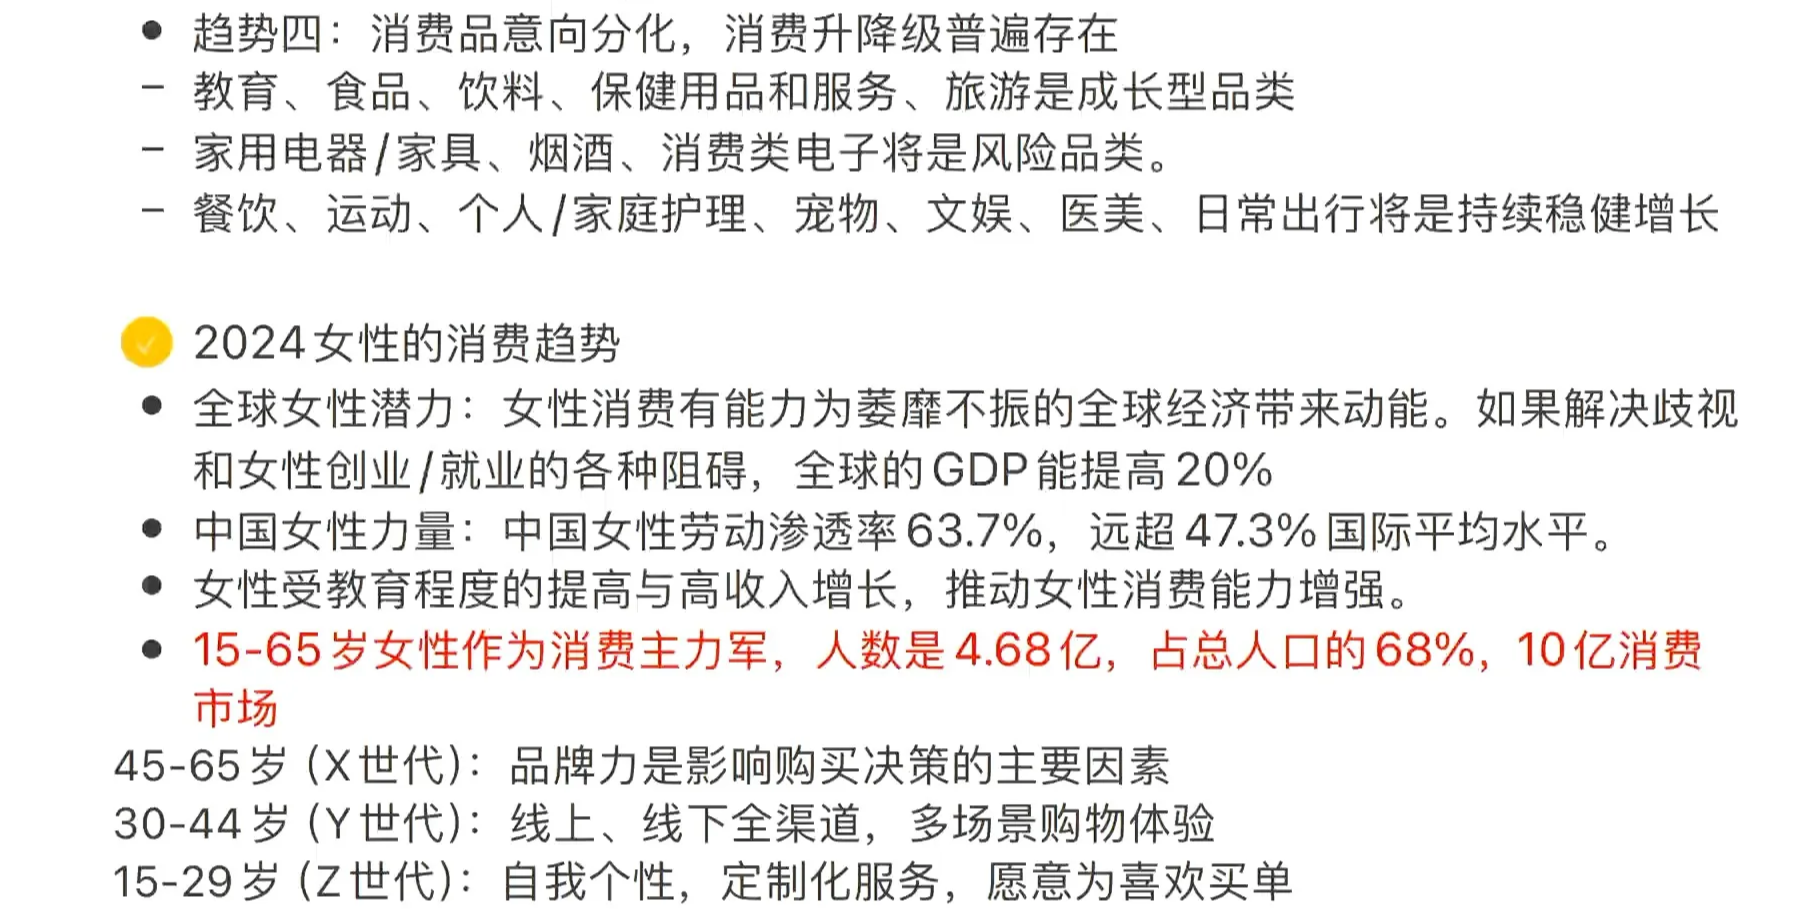 • 趋势四：消费品意向分化，消费升降级普遍存在
– 教育、食品、饮料、保健用品和服务、旅游是成长型品类
– 家用电器/家具、烟酒、消费类电子将是风险品类。
– 餐饮、运动、个人/家庭护理、宠物、文娱、医美、日常出行将是持续稳健增长
2024女性的消费趋势
• 全球女性潜力：女性消费有能力为萎靡不振的全球经济带来动能。如果解决歧视
和女性创业/就业的各种阻碍，全球的GDP能提高20%
• 中国女性力量：中国女性劳动渗透率63.7%，远超47.3%国际平均水平。
• 女性受教育程度的提高与高收入增长，推动女性消费能力增强。
• 15-65岁女性作为消费主力军，人数是4.68亿，占总人口的68%，10亿消费
市场
45-65岁（X世代）：品牌力是影响购买决策的主要因素
30-44岁（Y世代）：线上、线下全渠道，多场景购物体验
15-29岁（Z世代）：自我个性，定制化服务，愿意为喜欢买单